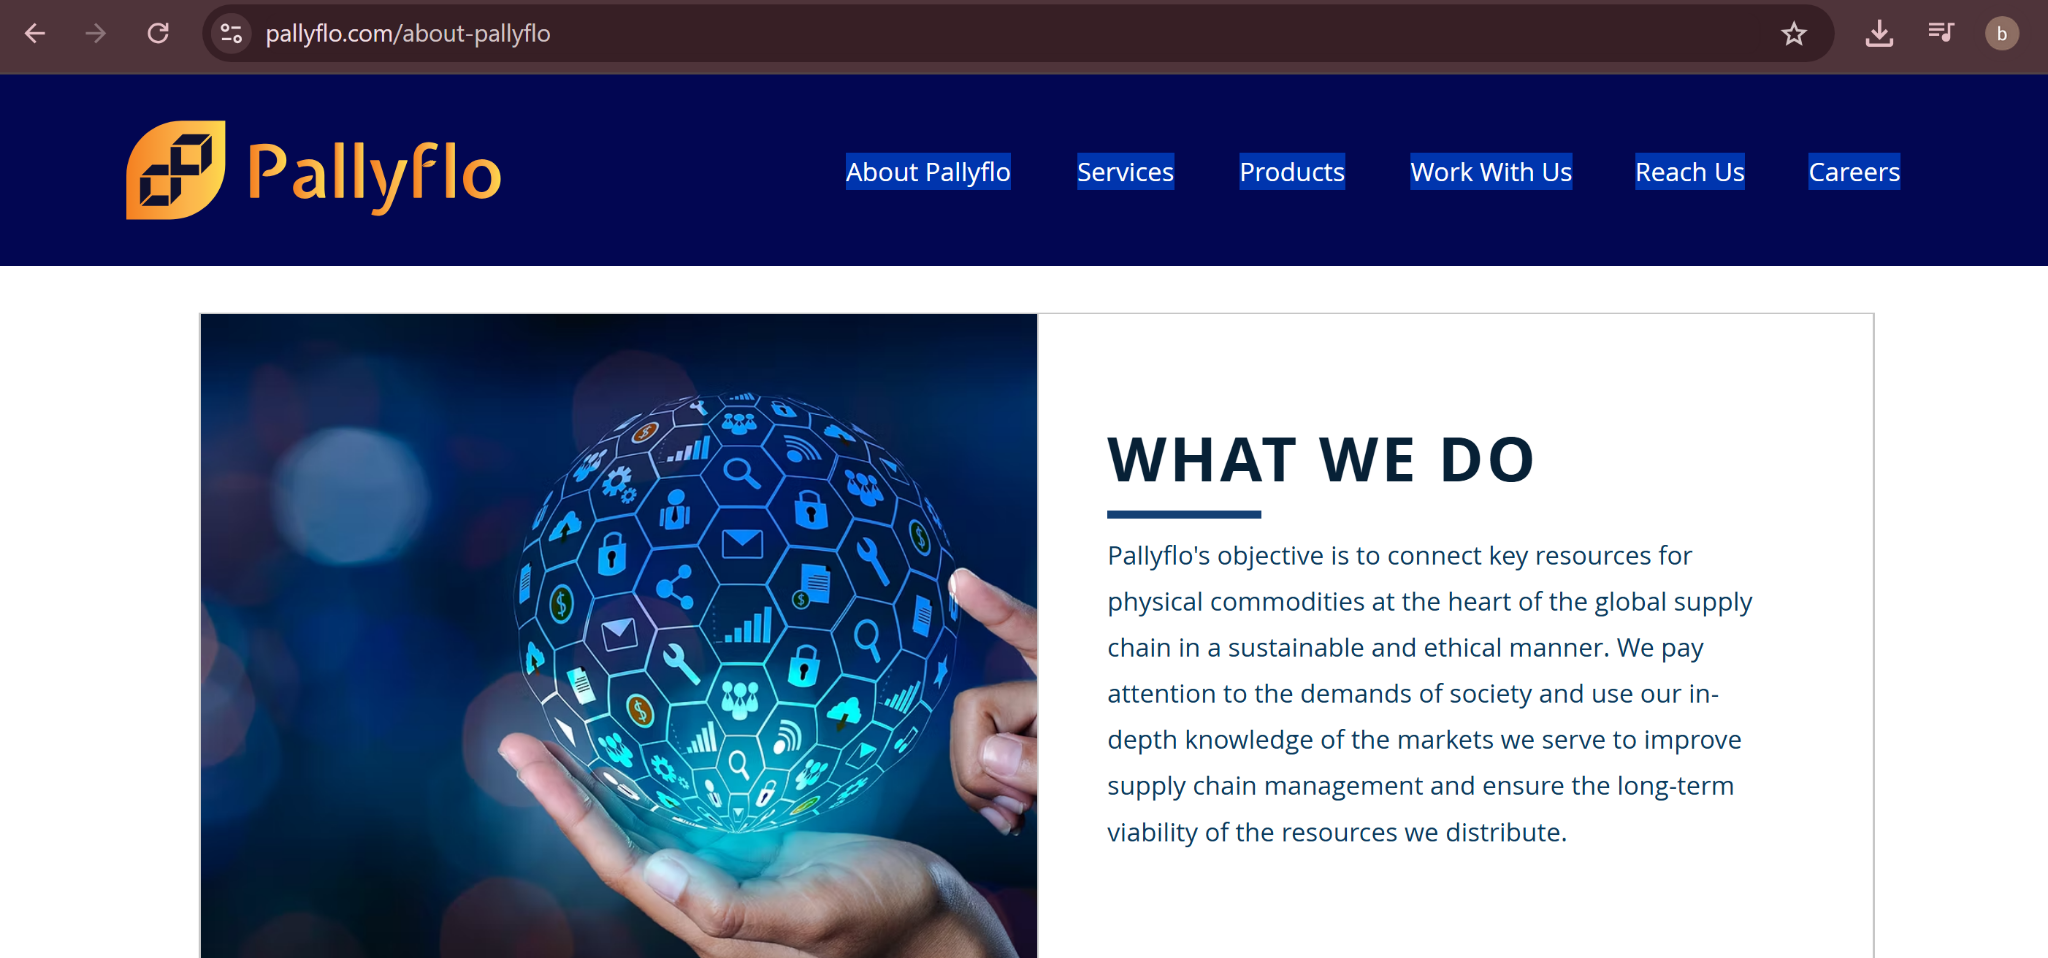 pallyflo.com/about-pallyflo
b
Pallyflo
About Pallyflo
Services
Products
Work With Us
Reach Us
Careers
WHAT WE DO
Pallyflo's objective is to connect key resources for
physical commodities at the heart of the global supply
chain in a sustainable and ethical manner. We pay
attention to the demands of society and use our in-
depth knowledge of the markets we serve to improve
supply chain management and ensure the long-term
viability of the resources we distribute.